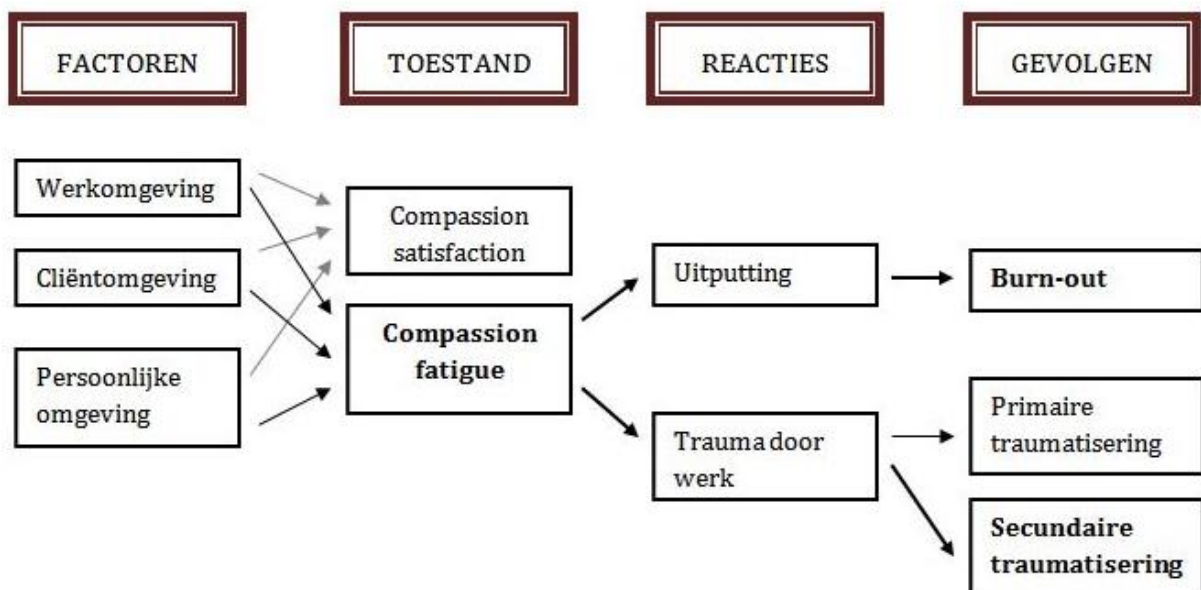 FACTOREN
TOESTAND
REACTIES
GEVOLGEN
Werkomgeving
Cliëntomgeving
Persoonlijke
omgeving
Compassion
satisfaction
Compassion
fatigue
Uitputting
Trauma door
werk
Burn-out
Primaire
traumatisering
Secundaire
traumatisering